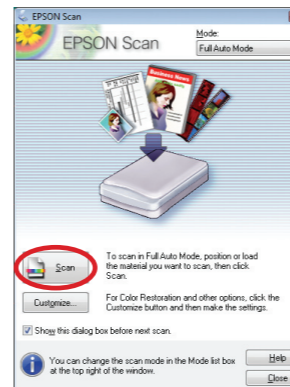 EPSON Scan
EPSON Scan
Mode:
Full Auto Mode
Business News
Scan
To scan in Full Auto Mode, position or load
the material you want to scan, then click
Scan.
Customize...
For Color Restoration and other options, click the
Customize button and then make the settings.
Show this dialog box before next scan.
You can change the scan mode in the Mode list box
at the top right of the window.
Help
Close